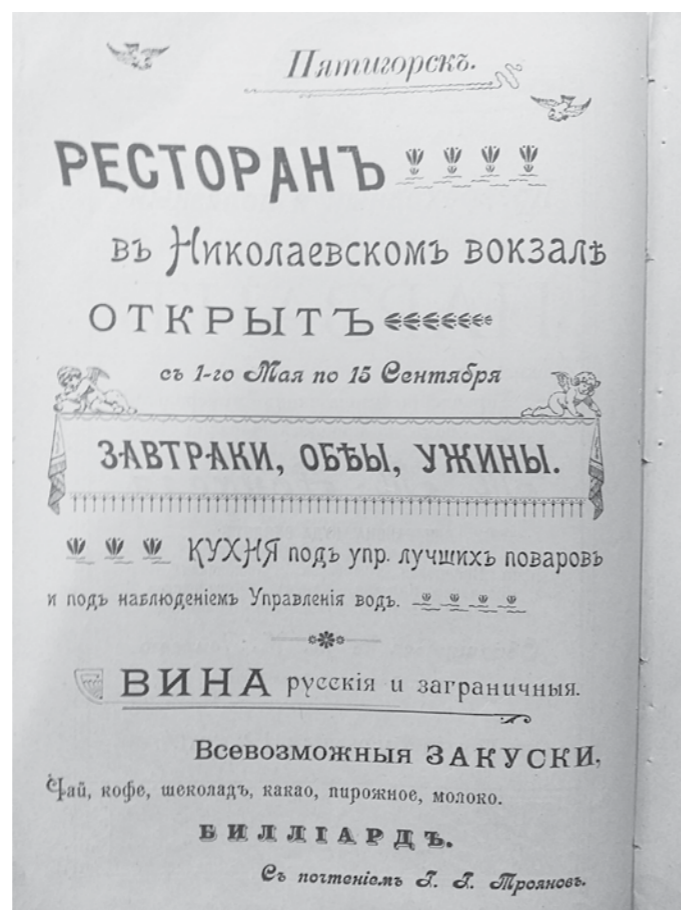 Пятигорскъ.
РЕСТОРАНЪ
въ Николаевскомъ вокзалѣ
ОТКРЫТЪ
съ 1-го Мая по 15 Сентября
ЗАВТРАКИ, ОБѢЫ, УЖИНЫ.
КУХНЯ подъ упр. лучшихъ поваровъ
и подъ наблюденіемъ Управленія водъ.
ВИНА русскія и заграничныя.
Всевозможныя ЗАКУСКИ,
Чай, кофе, шеколадъ, какао, пирожное, молоко.
БИЛЛІАРДЪ.
Съ почтеніемъ Г. Г. Трояновъ.